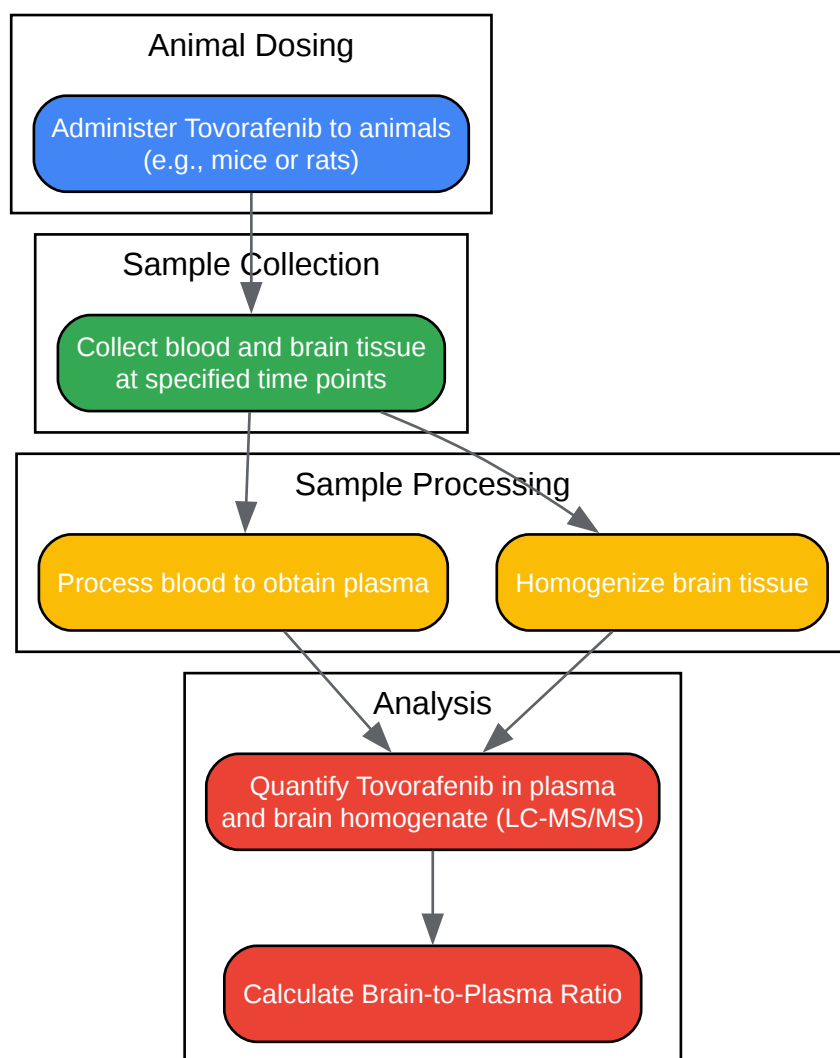 Animal Dosing
Administer Tovorafenib to animals
(e.g., mice or rats)
Sample Collection
Collect blood and brain tissue
at specified time points
Sample Processing
Process blood to obtain plasma
Homogenize brain tissue
Analysis
Quantify Tovorafenib in plasma
and brain homogenate (LC-MS/MS)
Calculate Brain-to-Plasma Ratio